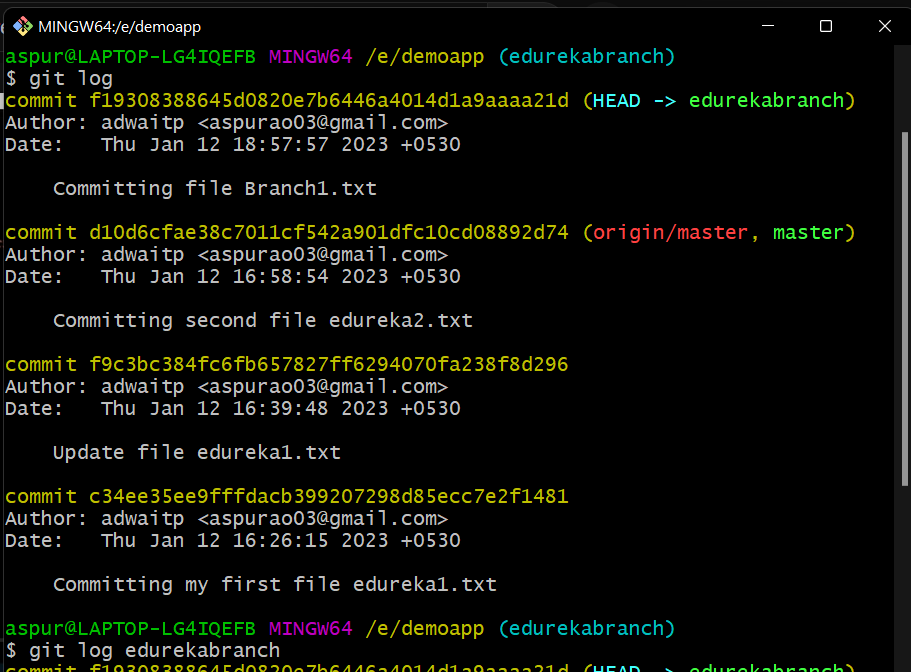 MINGW64:/e/demoapp
aspur@LAPTOP-LG4IQEFB MINGW64 /e/demoapp (edurekabranch)
$ git log
commit f19308388645d0820e7b6446a4014d1a9aaaa21d (HEAD -> edurekabranch)
Author: adwaitp <aspurao03@gmail.com>
Date:   Thu Jan 12 18:57:57 2023 +0530
    Committing file Branch1.txt
commit d10d6cfae38c7011cf542a901dfc10cd08892d74 (origin/master, master)
Author: adwaitp <aspurao03@gmail.com>
Date:   Thu Jan 12 16:58:54 2023 +0530
    Committing second file edureka2.txt
commit f9c3bc384fc6fb657827ff6294070fa238f8d296
Author: adwaitp <aspurao03@gmail.com>
Date:   Thu Jan 12 16:39:48 2023 +0530
    Update file edureka1.txt
commit c34ee35ee9fffdacb399207298d85ecc7e2f1481
Author: adwaitp <aspurao03@gmail.com>
Date:   Thu Jan 12 16:26:15 2023 +0530
    Committing my first file edureka1.txt
aspur@LAPTOP-LG4IQEFB MINGW64 /e/demoapp (edurekabranch)
$ git log edurekabranch
commit f19308388645d0820e7b6446a4014d1a9aaaa21d (HEAD -> edurekabranch)